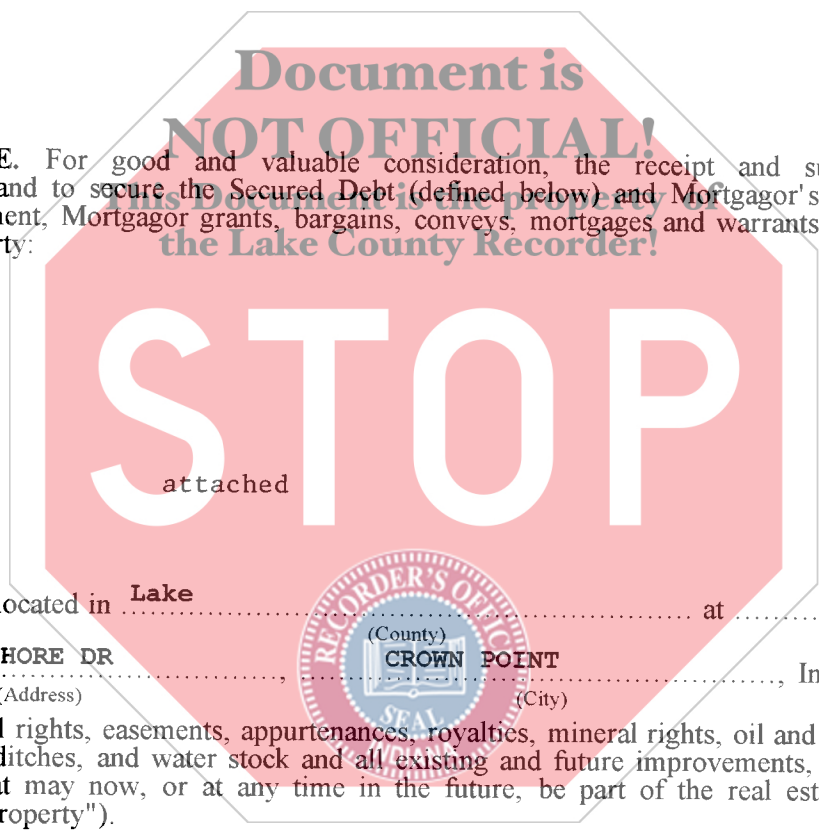 Document is
NOT OFFICIAL!
E. For good and valuable consideration, the receipt and su
and to secure the Secured Debt (defined below) and Mortgagor's
This Document is the property of
ent, Mortgagor grants, bargains, conveys, mortgages and warrants
rty:
the Lake County Recorder!
STOP
attached
ocated in Lake at
(County)
HORE DR, CROWN POINT, In
(Address) (City)
RECORDER'S OFFICE
SEAL
INDIANA
l rights, easements, appurtenances, royalties, mineral rights, oil and
ditches, and water stock and all existing and future improvements,
t may now, or at any time in the future, be part of the real est
roperty").